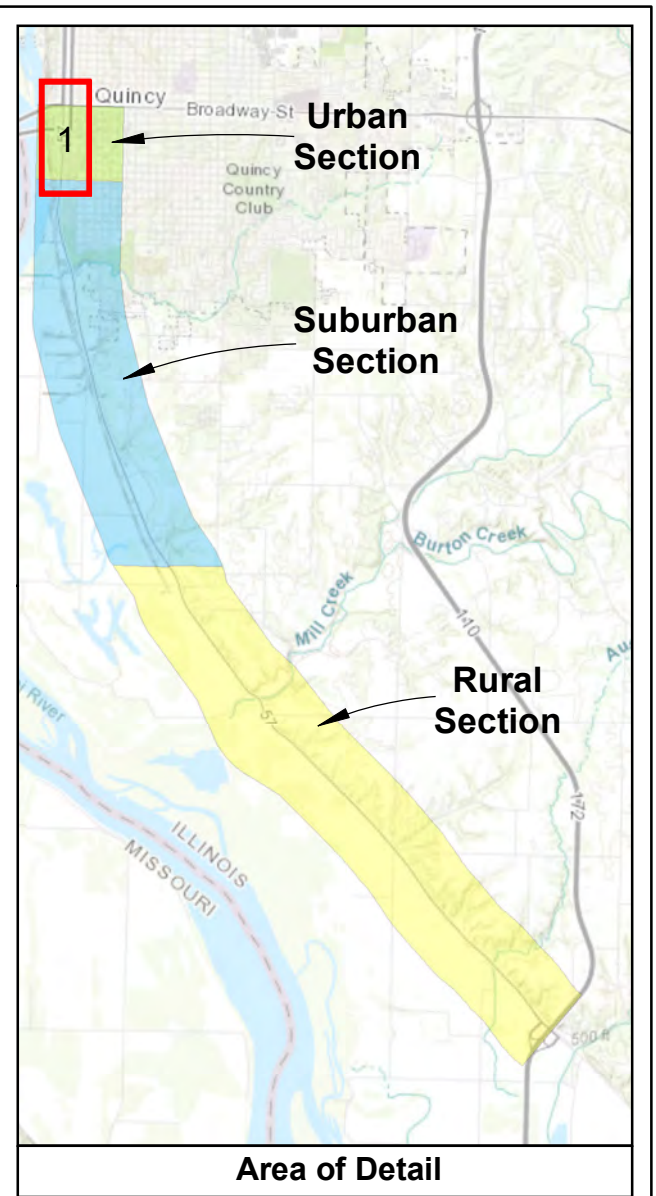 Quincy
Broadway-St
Urban
Section
1
Quincy
Country
Club
Suburban
Section
Burton Creek
Mill Creek
110
Rural
Section
57
172
ILLINOIS
MISSOURI
River
500 ft
Area of Detail